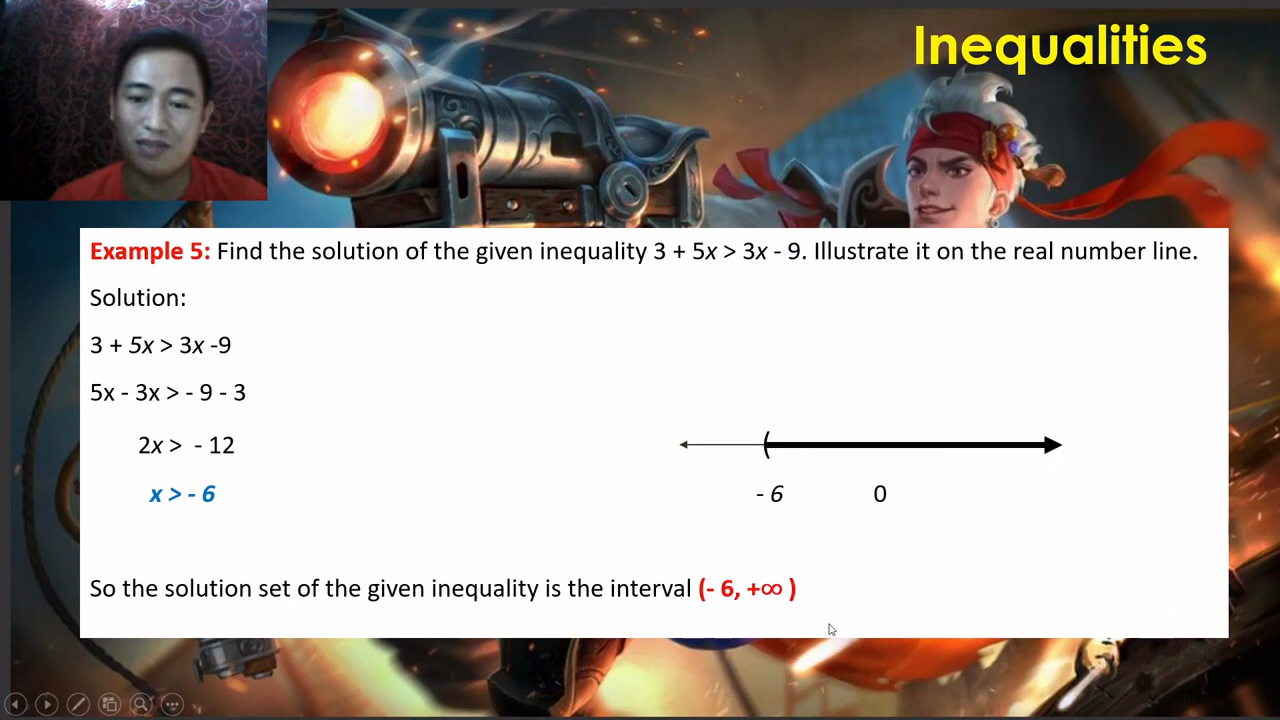 Inequalities
Example 5: Find the solution of the given inequality 3 + 5x > 3x - 9. Illustrate it on the real number line.
Solution:
3 + 5x > 3x -9
5x - 3x > - 9 - 3
2x > - 12
x > - 6
(
- 6 0
So the solution set of the given inequality is the interval (- 6, +∞ )